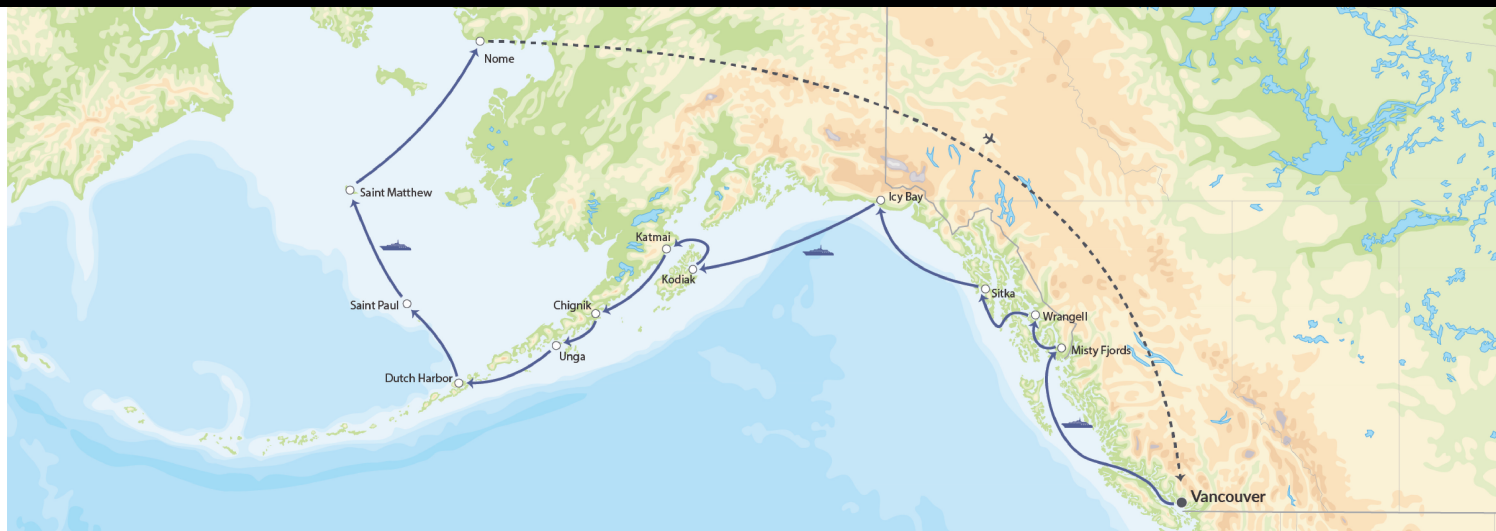 Nome
Saint Matthew
Icy Bay
Katmai
Kodiak
Sitka
Saint Paul
Chignik
Wrangell
Misty Fjords
Unga
Dutch Harbor
Vancouver